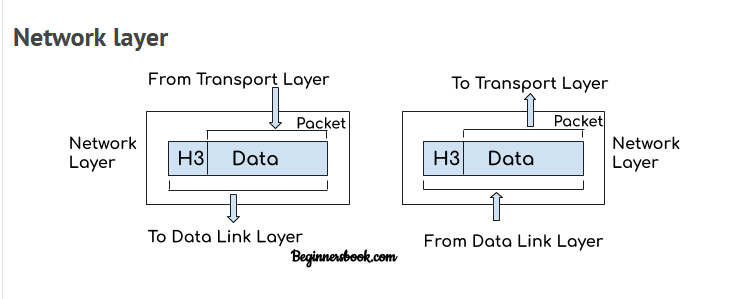 Network layer
From Transport Layer
Packet
Network
Layer
H3 Data
To Data Link Layer
To Transport Layer
Packet
H3 Data
Network
Layer
From Data Link Layer
Beginnersbook.com